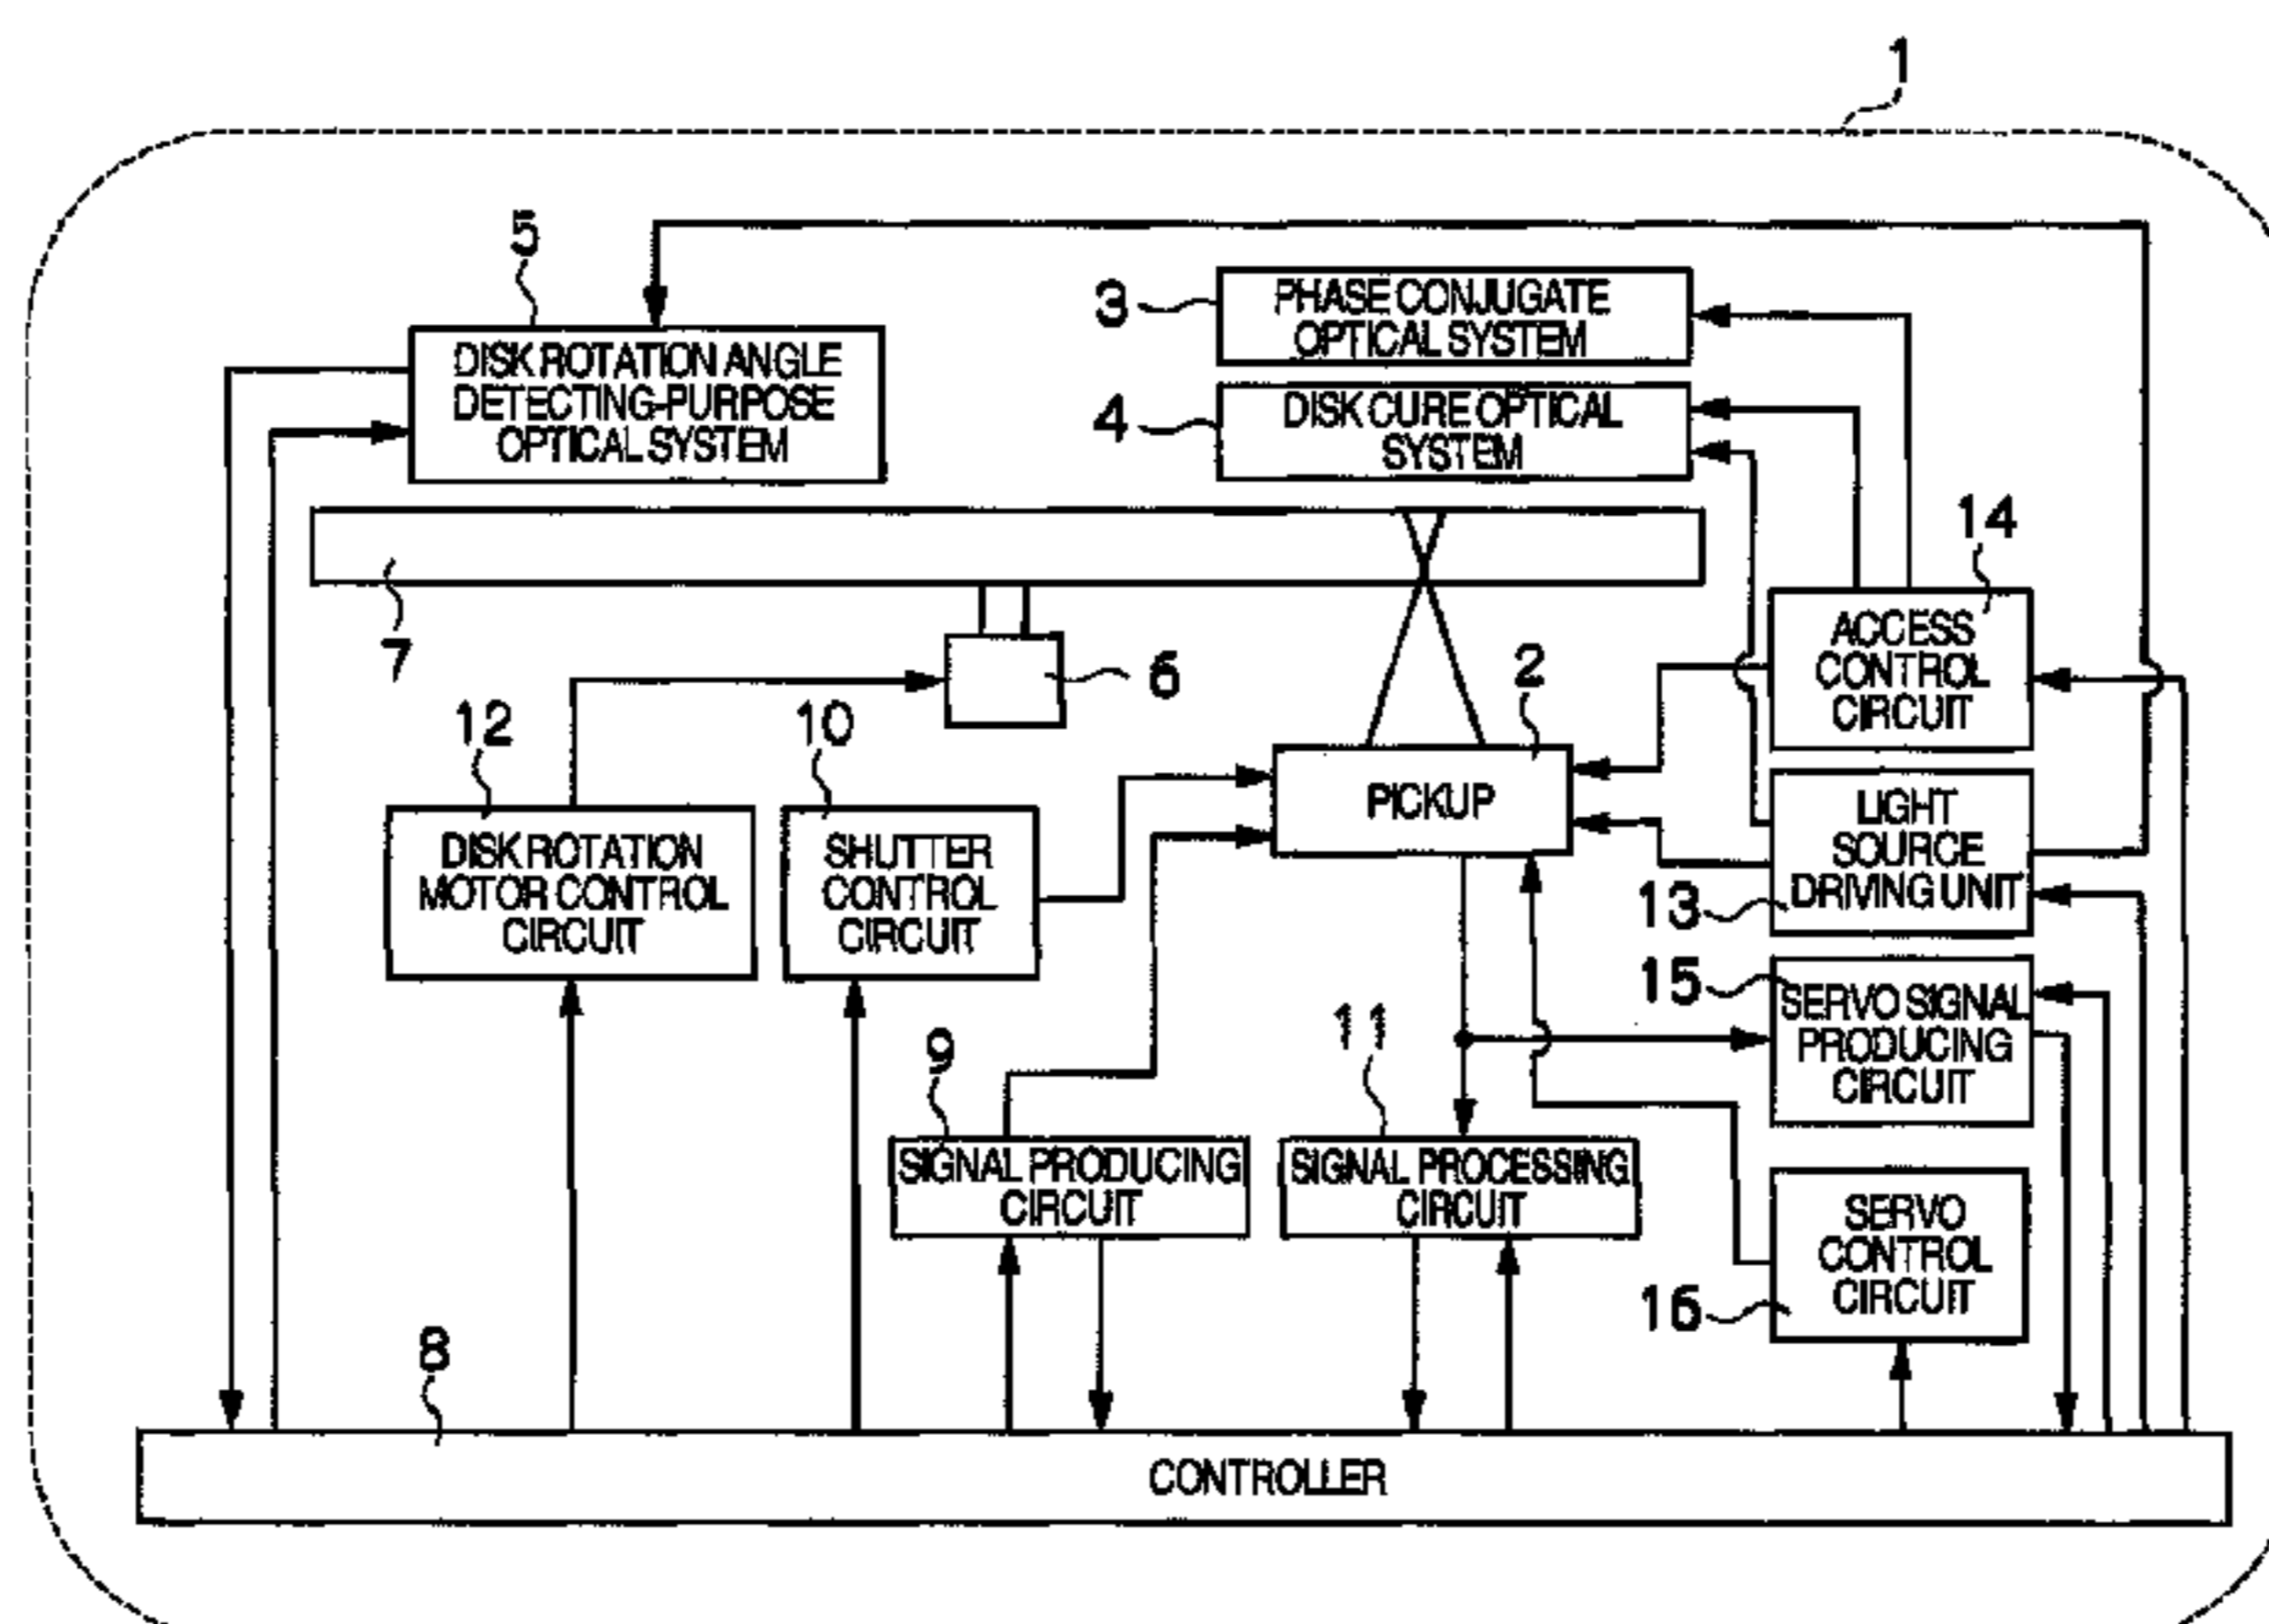 1
5
3
PHASE CONJUGATE
OPTICAL SYSTEM
DISK ROTATION ANGLE
DETECTING-PURPOSE
OPTICAL SYSTEM
4
DISK CURE OPTICAL
SYSTEM
14
7
6
2
ACCESS
CONTROL
CIRCUIT
12
10
PICKUP
DISK ROTATION
MOTOR CONTROL
CIRCUIT
SHUTTER
CONTROL
CIRCUIT
LIGHT
SOURCE
DRIVING UNIT
13
15
SERVO SIGNAL
PRODUCING
CIRCUIT
9
11
SIGNAL PRODUCING
CIRCUIT
SIGNAL PROCESSING
CIRCUIT
SERVO
CONTROL
CIRCUIT
16
8
CONTROLLER